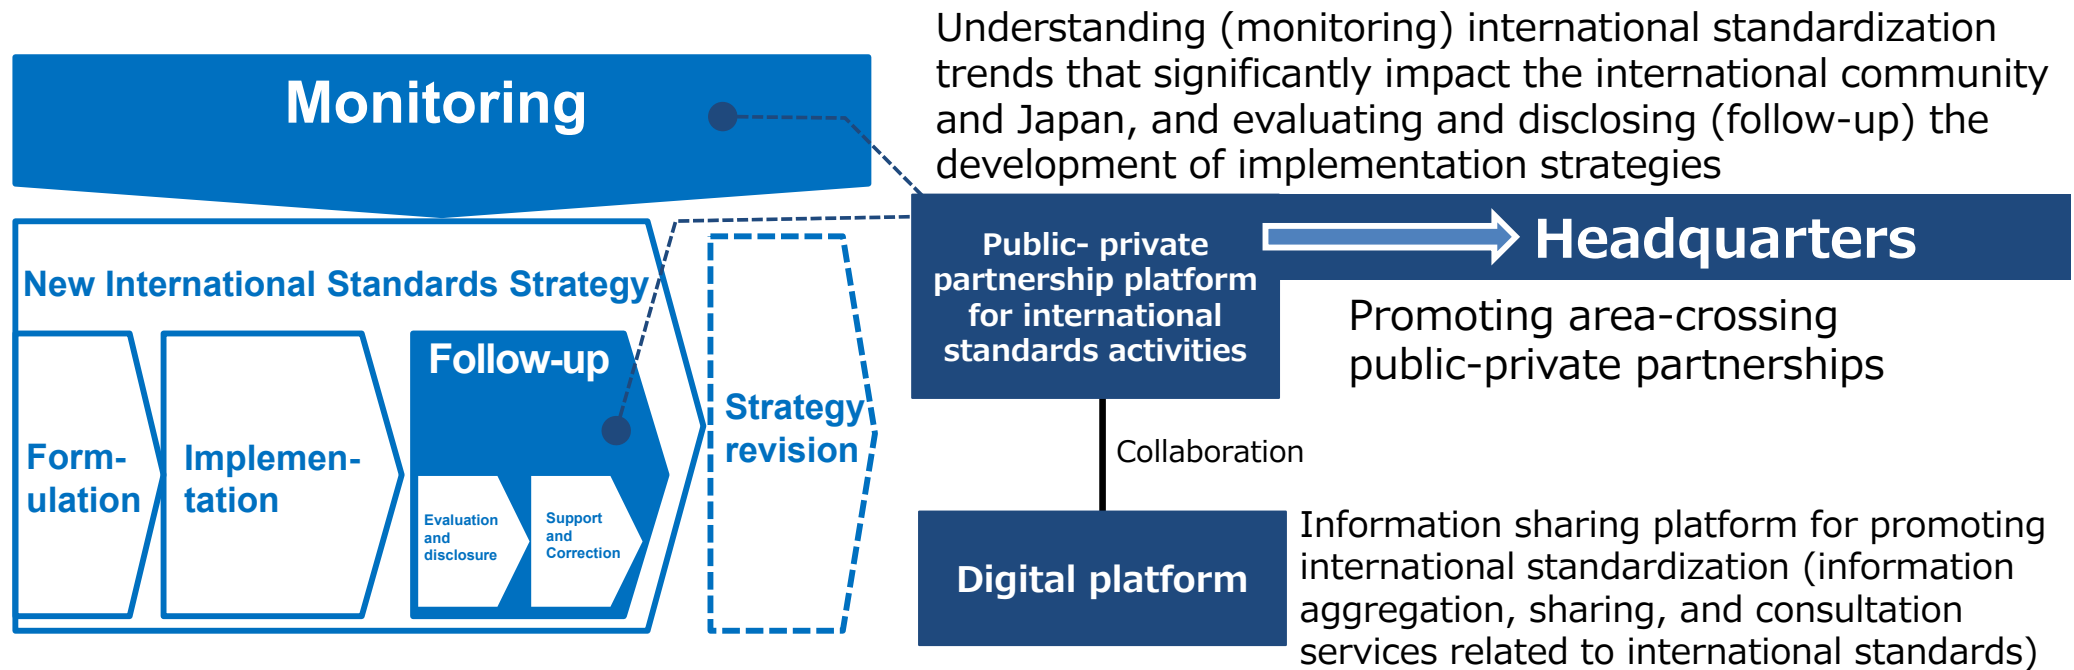 Understanding (monitoring) international standardization
trends that significantly impact the international community
and Japan, and evaluating and disclosing (follow-up) the
development of implementation strategies
Monitoring
New International Standards Strategy
Form-
ulation
Implemen-
tation
Follow-up
Evaluation
and
disclosure
Support
and
Correction
Strategy
revision
Public- private
partnership platform
for international
standards activities
Headquarters
Promoting area-crossing
public-private partnerships
Collaboration
Digital platform
Information sharing platform for promoting
international standardization (information
aggregation, sharing, and consultation
services related to international standards)